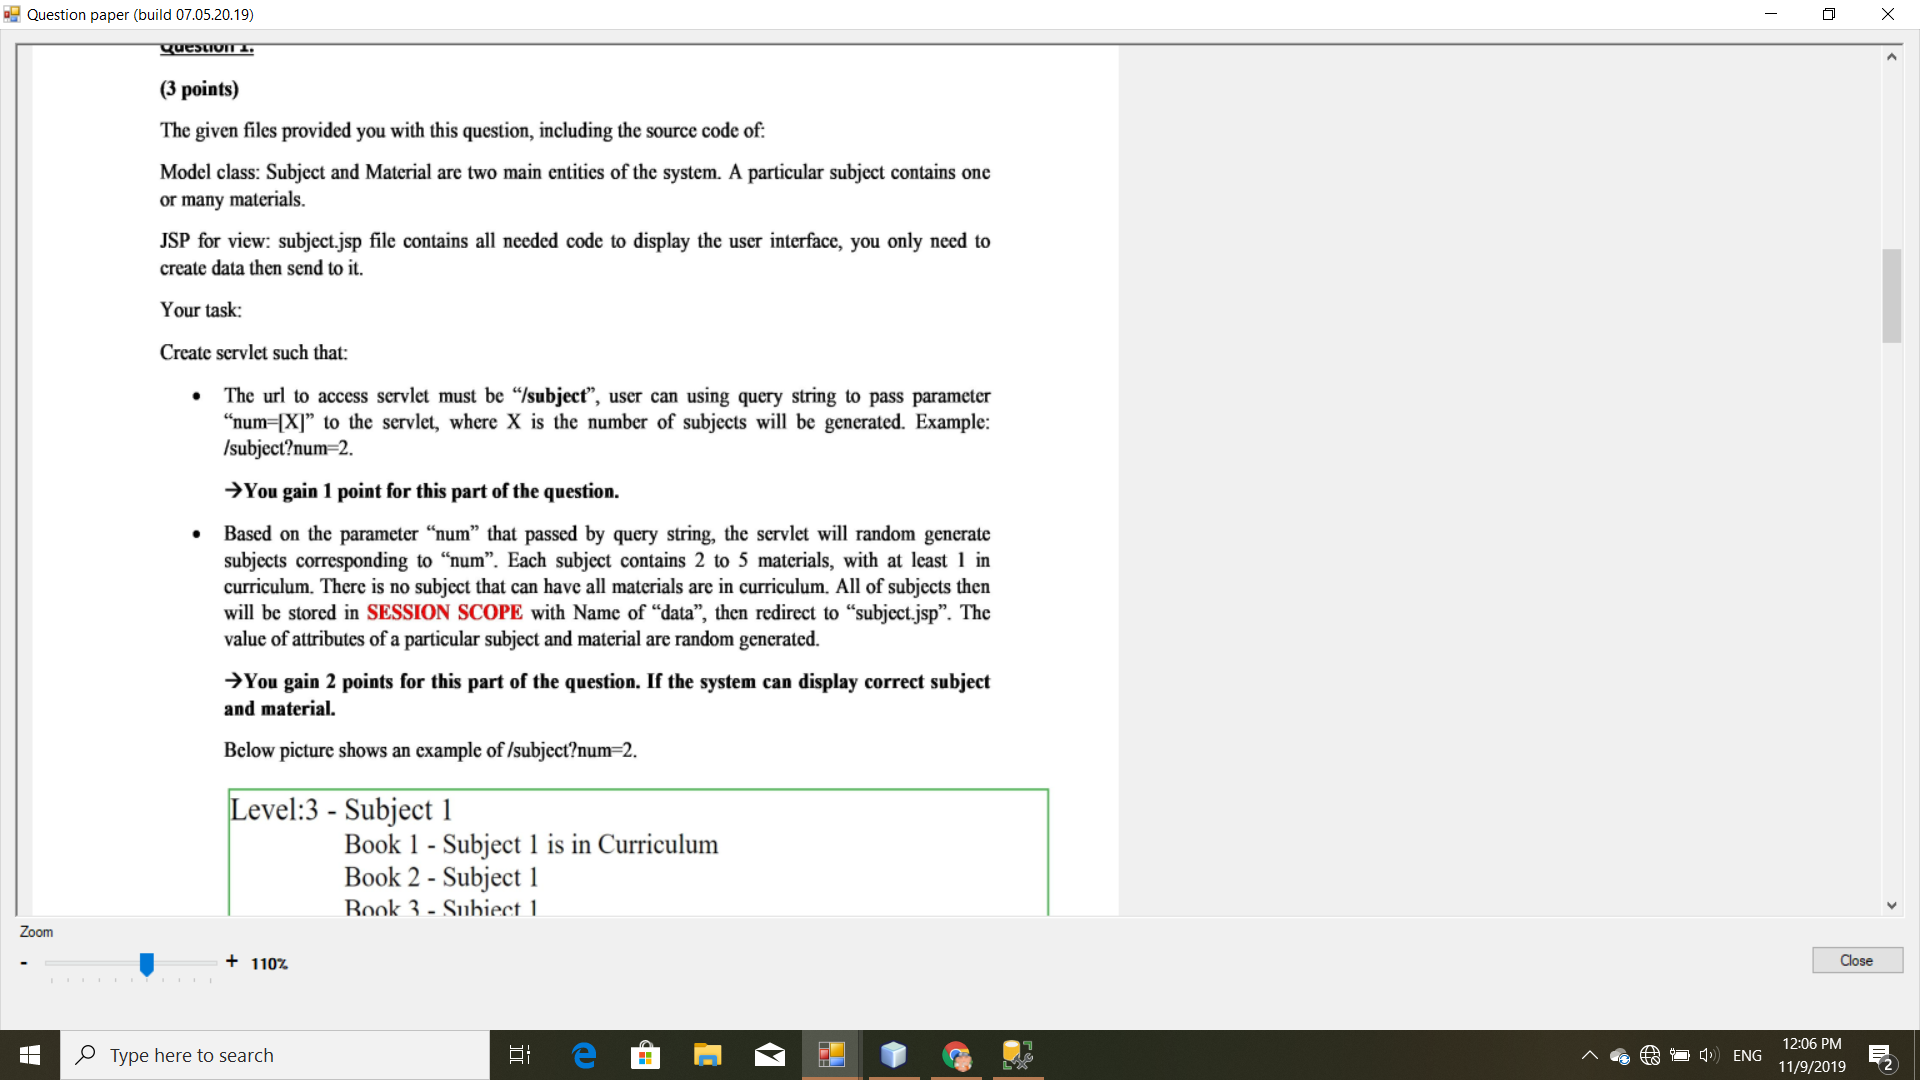 Question paper (build 07.05.20.19)
Question 1.
(3 points)
The given files provided you with this question, including the source code of:
Model class: Subject and Material are two main entities of the system. A particular subject contains one
or many materials.
JSP for view: subject.jsp file contains all needed code to display the user interface, you only need to
create data then send to it.
Your task:
Create servlet such that:
• The url to access servlet must be “/subject”, user can using query string to pass parameter
“num=[X]” to the servlet, where X is the number of subjects will be generated. Example:
/subject?num=2.
→You gain 1 point for this part of the question.
• Based on the parameter “num” that passed by query string, the servlet will random generate
subjects corresponding to “num”. Each subject contains 2 to 5 materials, with at least 1 in
curriculum. There is no subject that can have all materials are in curriculum. All of subjects then
will be stored in SESSION SCOPE with Name of “data”, then redirect to “subject.jsp”. The
value of attributes of a particular subject and material are random generated.
→You gain 2 points for this part of the question. If the system can display correct subject
and material.
Below picture shows an example of /subject?num=2.
Level:3 - Subject 1
Book 1 - Subject 1 is in Curriculum
Book 2 - Subject 1
Book 3 - Subject 1
Zoom
- + 110%
Close
Type here to search
ENG
12:06 PM
11/9/2019
2